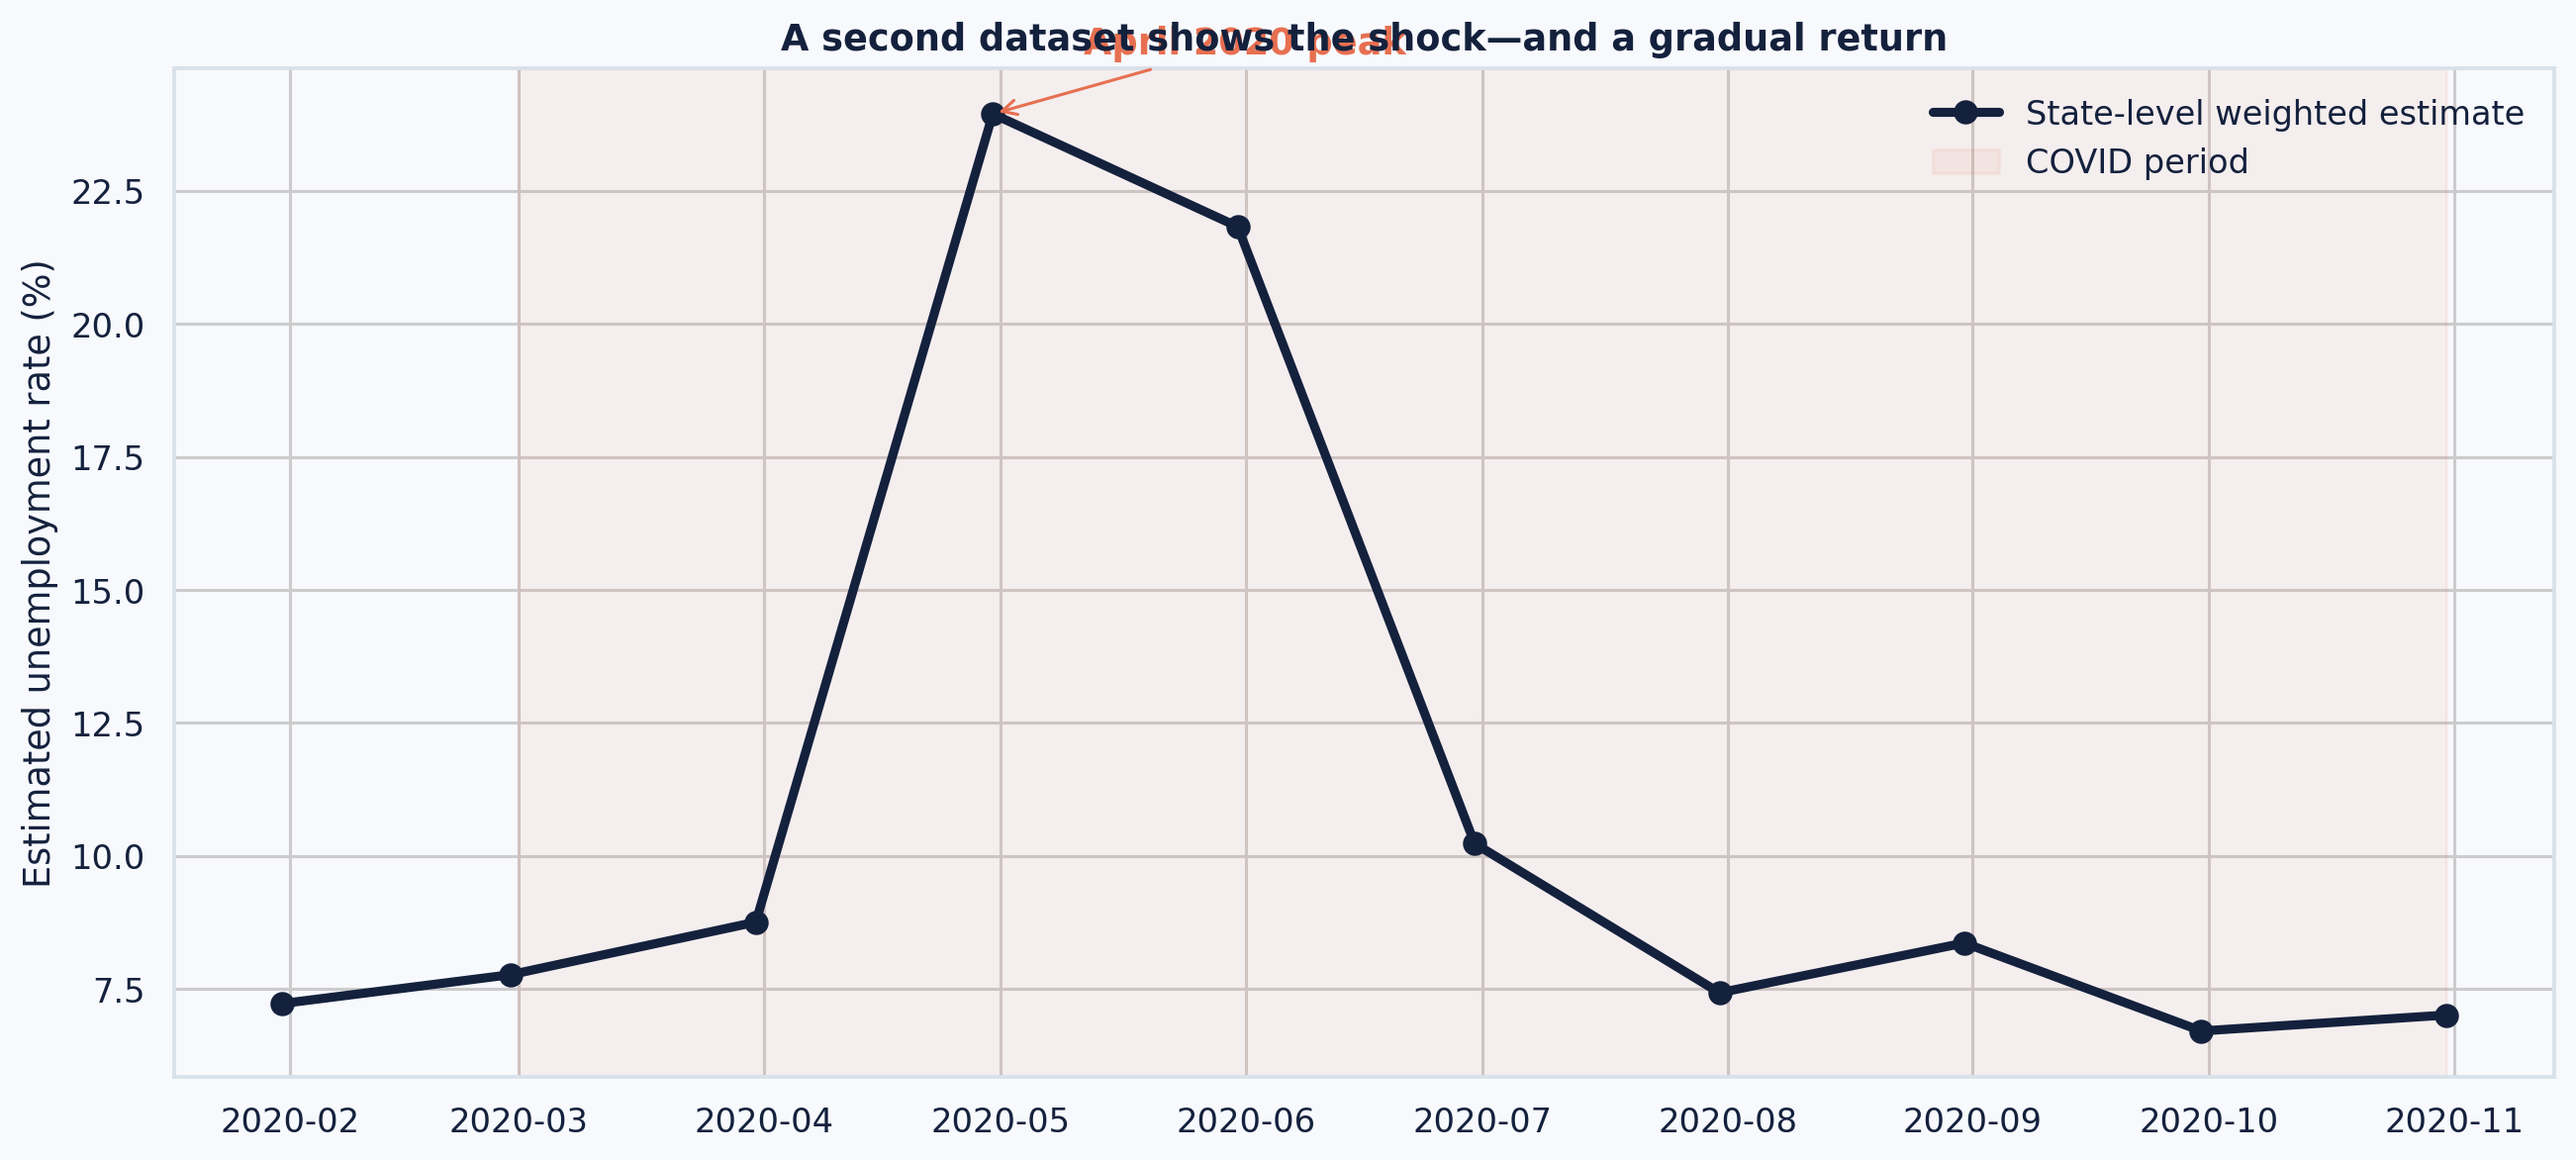 A second dataset shows the shock—and a gradual return
April 2020 peak
State-level weighted estimate
COVID period
Estimated unemployment rate (%)
22.5
20.0
17.5
15.0
12.5
10.0
7.5
2020-02 2020-03 2020-04 2020-05 2020-06 2020-07 2020-08 2020-09 2020-10 2020-11